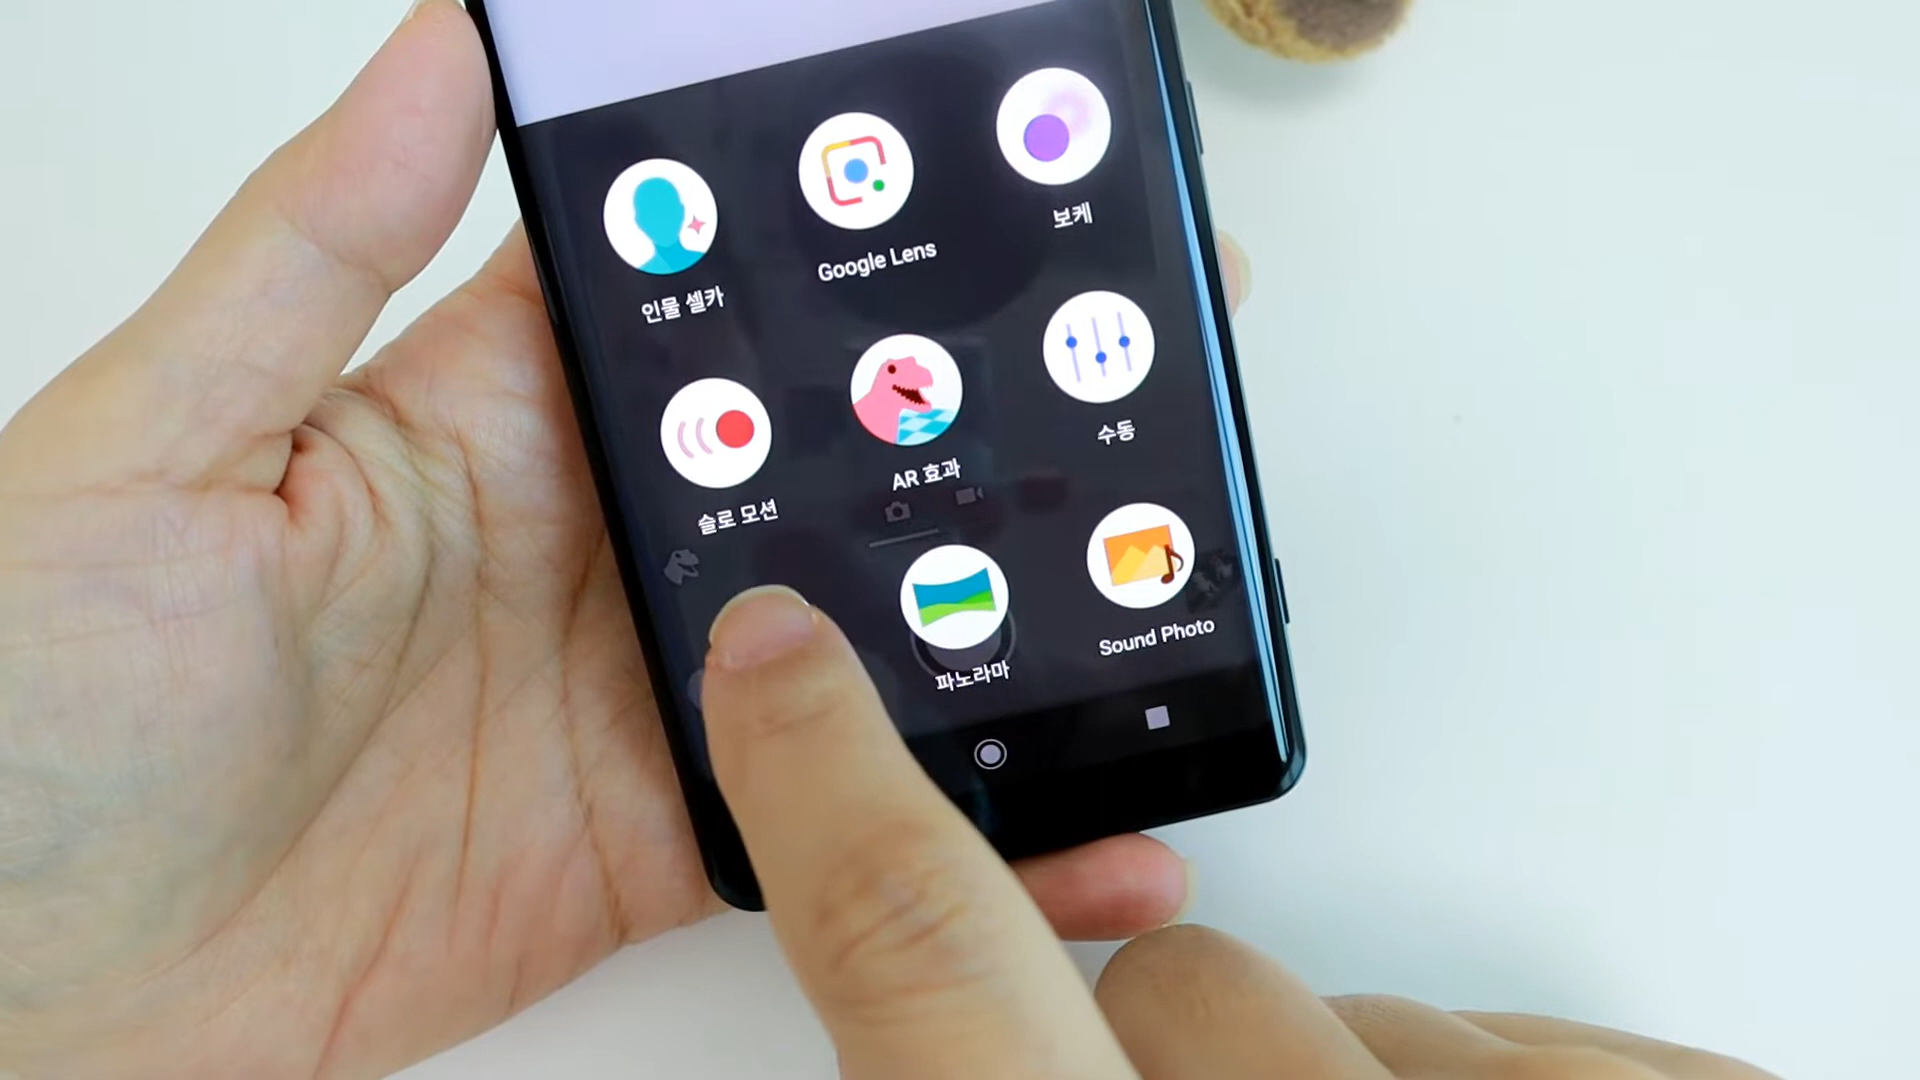 인물 셀카
Google Lens
보케
슬로 모션
AR 효과
수동
파노라마
Sound Photo